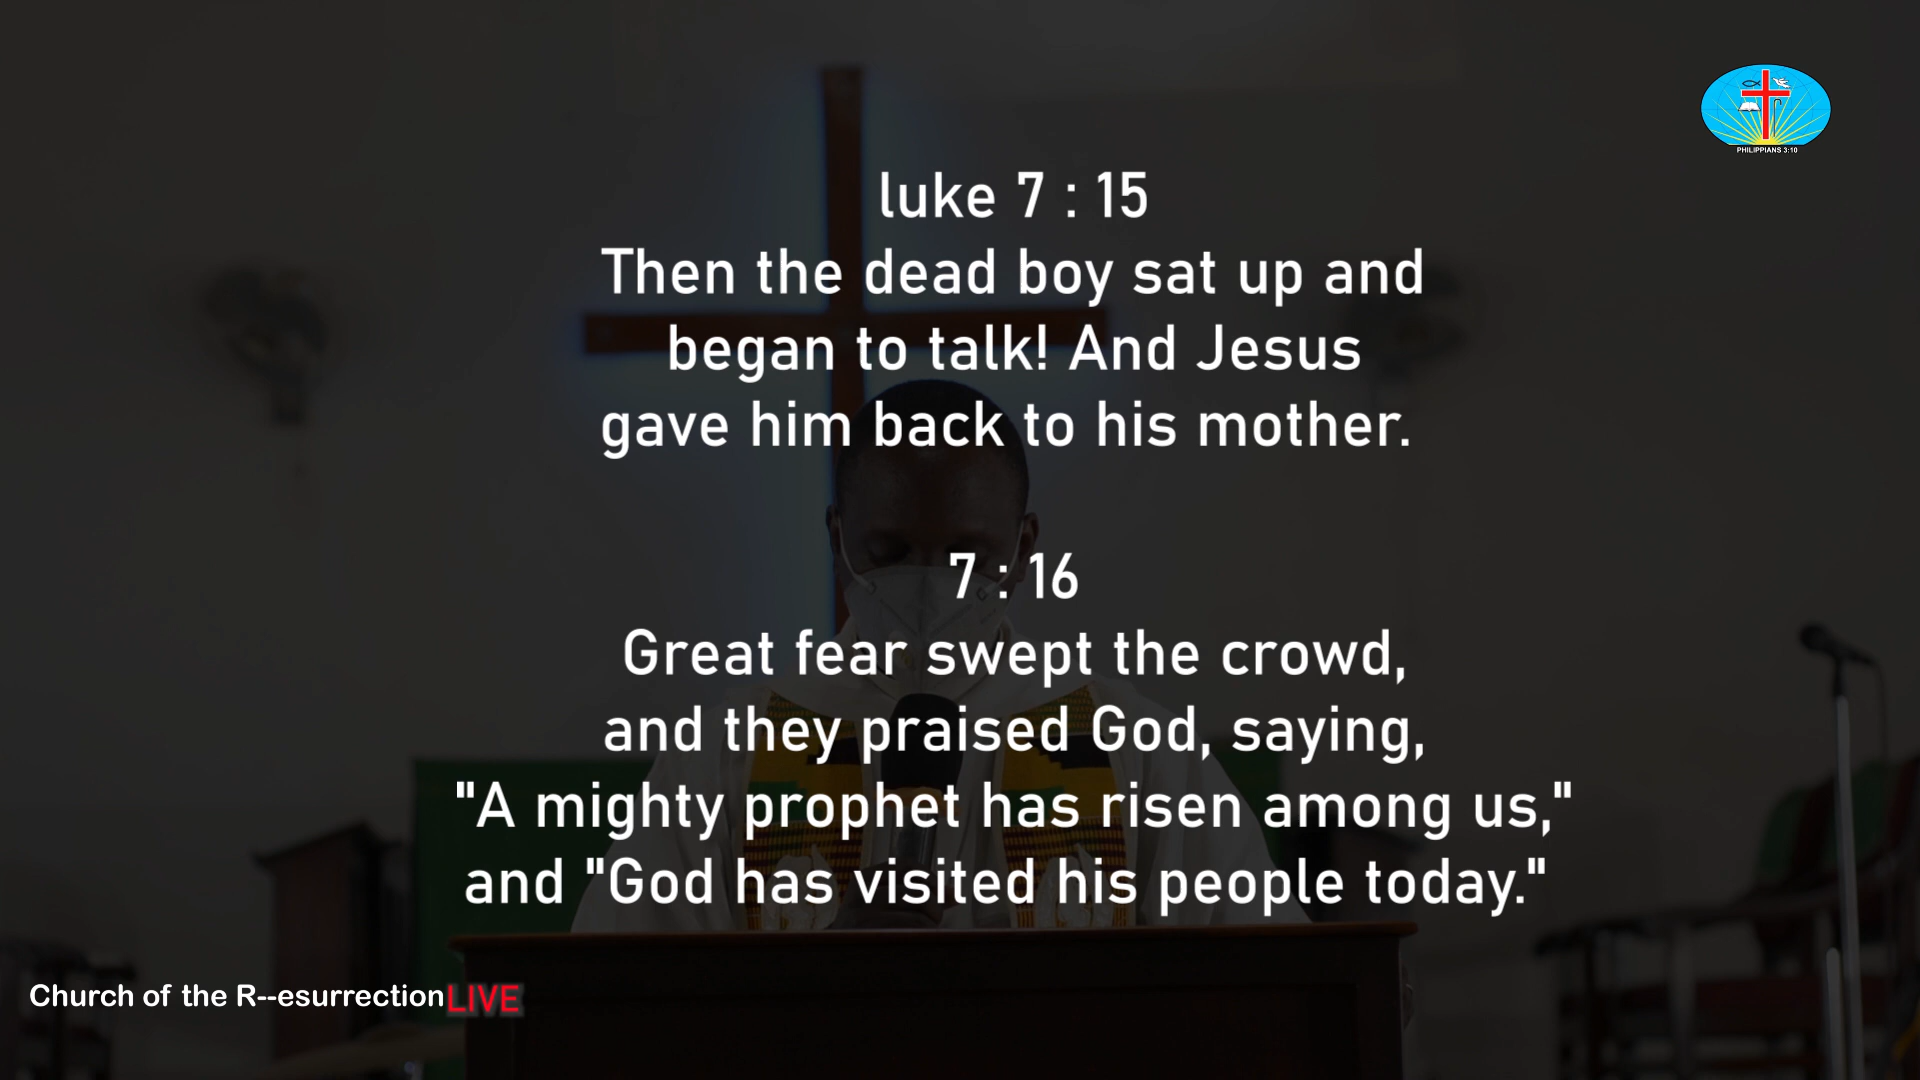 PHILIPPIANS 3:10
luke 7 : 15
Then the dead boy sat up and
began to talk! And Jesus
gave him back to his mother.
7 : 16
Great fear swept the crowd,
and they praised God, saying,
"A mighty prophet has risen among us,"
and "God has visited his people today."
Church of the R--esurrection LIVE